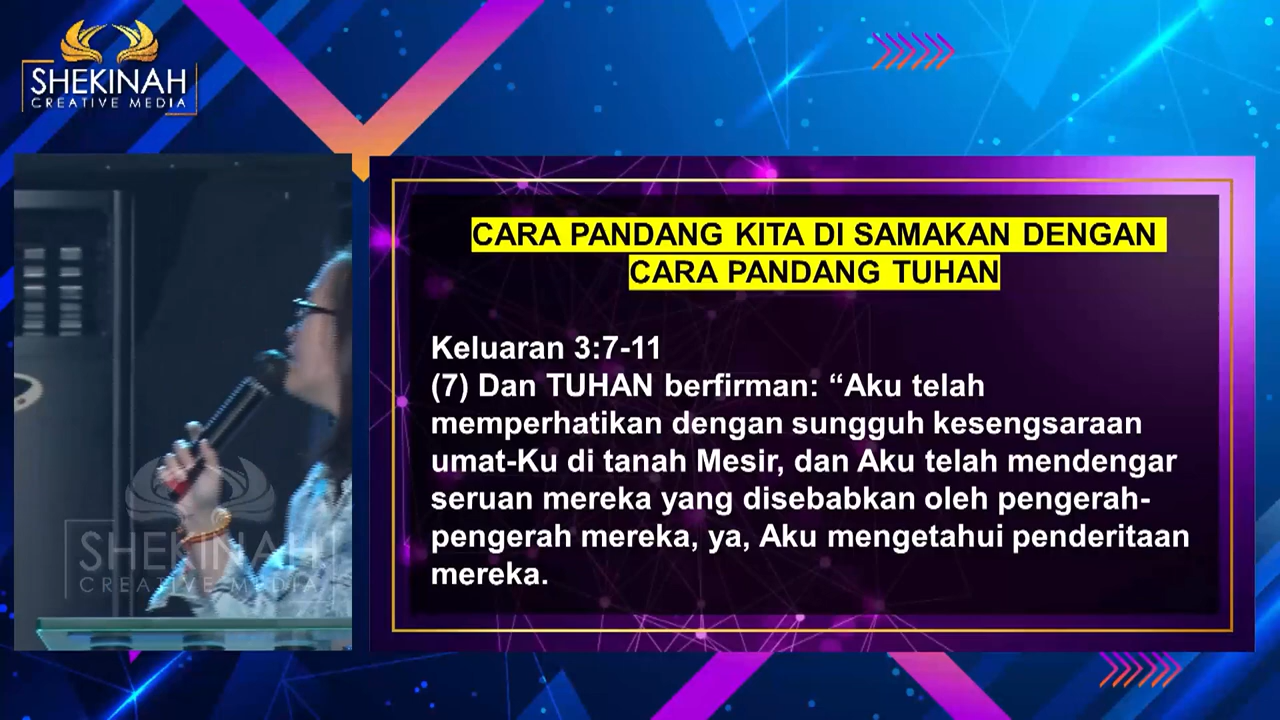 SHEKINAH
CREATIVE MEDIA
CARA PANDANG KITA DI SAMAKAN DENGAN
CARA PANDANG TUHAN
Keluaran 3:7-11
(7) Dan TUHAN berfirman: “Aku telah
memperhatikan dengan sungguh kesengsaraan
umat-Ku di tanah Mesir, dan Aku telah mendengar
seruan mereka yang disebabkan oleh pengerah-
pengerah mereka, ya, Aku mengetahui penderitaan
mereka.
SHEKINAH
CREATIVE MEDIA